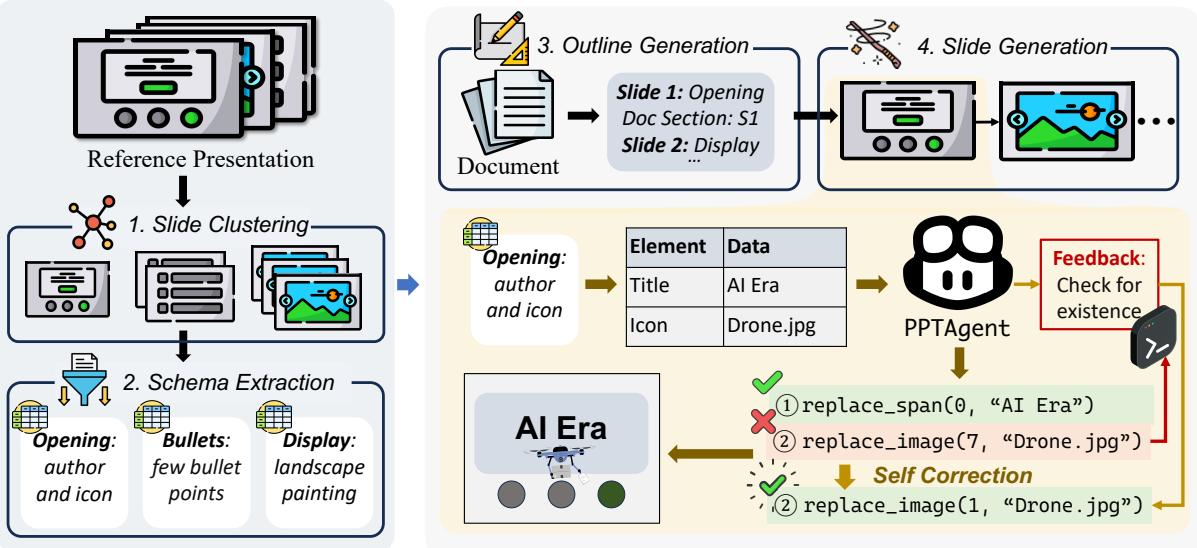 Reference Presentation
1. Slide Clustering
2. Schema Extraction
Opening:
author
and icon
Bullets:
few bullet
points
Display:
landscape
painting
3. Outline Generation
Document
Slide 1: Opening
Doc Section: S1
Slide 2: Display
...
4. Slide Generation
Opening:
author
and icon
Element Data
Title AI Era
Icon Drone.jpg
PPTAgent
Feedback:
Check for
existence
① replace_span(0, “AI Era”)
② replace_image(7, “Drone.jpg”)
Self Correction
② replace_image(1, “Drone.jpg”)
AI Era